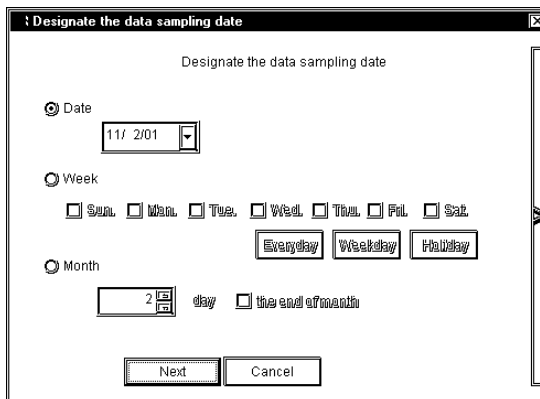 Designate the data sampling date
Designate the data sampling date
Date
11/ 2/01
Week
Sun. Mon. Tue. Wed. Thu. Fri. Sat.
Everyday Weekday Holiday
Month
2 day the end of month
Next Cancel